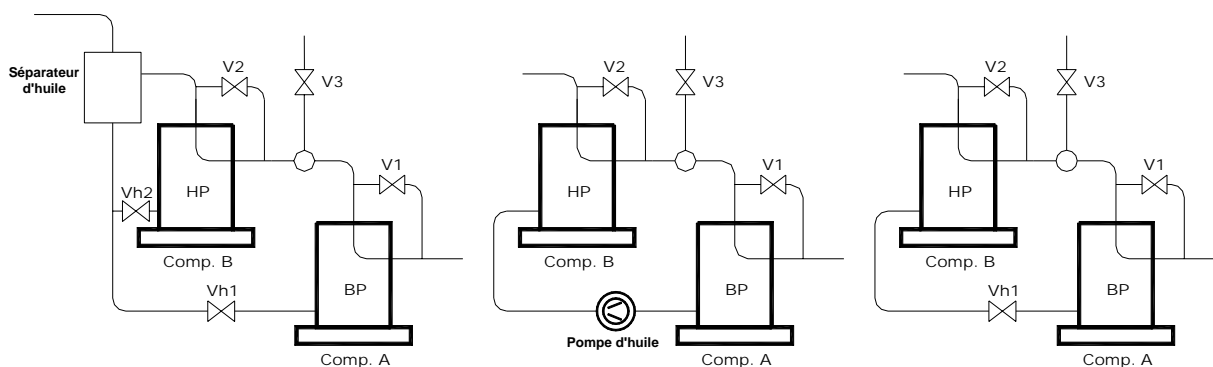 Séparateur
d'huile
V2
V3
V1
HP
Vh2
Comp. B
BP
Vh1
Comp. A
V2
V3
V1
HP
Comp. B
BP
Pompe d'huile
Comp. A
V2
V3
V1
HP
Comp. B
BP
Vh1
Comp. A